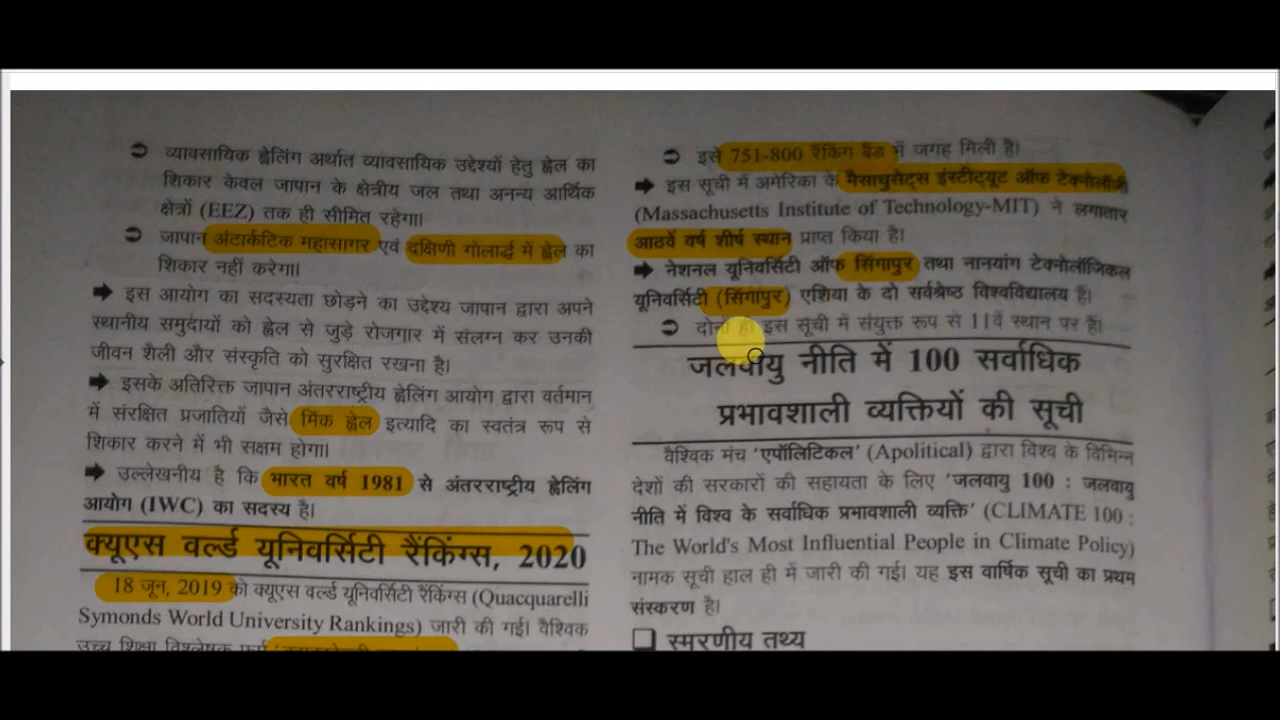 ➲ व्यावसायिक ह्वेलिंग अर्थात व्यावसायिक उद्देश्यों हेतु ह्वेल का
शिकार केवल जापान के क्षेत्रीय जल तथा अनन्य आर्थिक
क्षेत्रों (EEZ) तक ही सीमित रहेगा।
➲ जापान अंटार्कटिक महासागर एवं दक्षिणी गोलार्द्ध में ह्वेल का
शिकार नहीं करेगा।
➡ इस आयोग का सदस्यता छोड़ने का उद्देश्य जापान द्वारा अपने
स्थानीय समुदायों को ह्वेल से जुड़े रोजगार में संलग्न कर उनकी
जीवन शैली और संस्कृति को सुरक्षित रखना है।
➡ इसके अतिरिक्त जापान अंतरराष्ट्रीय ह्वेलिंग आयोग द्वारा वर्तमान
में संरक्षित प्रजातियों जैसे मिंक ह्वेल इत्यादि का स्वतंत्र रूप से
शिकार करने में भी सक्षम होगा।
➡ उल्लेखनीय है कि भारत वर्ष 1981 से अंतरराष्ट्रीय ह्वेलिंग
आयोग (IWC) का सदस्य है।
क्यूएस वर्ल्ड यूनिवर्सिटी रैंकिंग्स, 2020
18 जून, 2019 को क्यूएस वर्ल्ड यूनिवर्सिटी रैंकिंग्स (Quacquarelli
Symonds World University Rankings) जारी की गई। वैश्विक
उच्च शिक्षा विश्लेषक फर्म
➲ इसे 751-800 रैंकिंग बैंड में जगह मिली है।
➡ इस सूची में अमेरिका के मैसाचुसेट्स इंस्टीट्यूट ऑफ टेक्नोलॉजी
(Massachusetts Institute of Technology-MIT) ने लगातार
आठवें वर्ष शीर्ष स्थान प्राप्त किया है।
➡ नेशनल यूनिवर्सिटी ऑफ सिंगापुर तथा नानयांग टेक्नोलॉजिकल
यूनिवर्सिटी (सिंगापुर) एशिया के दो सर्वश्रेष्ठ विश्वविद्यालय हैं।
➲ दोनों ही इस सूची में संयुक्त रूप से 11वें स्थान पर हैं।
जलवायु नीति में 100 सर्वाधिक
प्रभावशाली व्यक्तियों की सूची
वैश्विक मंच 'एपॉलिटिकल' (Apolitical) द्वारा विश्व के विभिन्न
देशों की सरकारों की सहायता के लिए 'जलवायु 100 : जलवायु
नीति में विश्व के सर्वाधिक प्रभावशाली व्यक्ति' (CLIMATE 100 :
The World's Most Influential People in Climate Policy)
नामक सूची हाल ही में जारी की गई। यह इस वार्षिक सूची का प्रथम
संस्करण है।
❑ स्मरणीय तथ्य